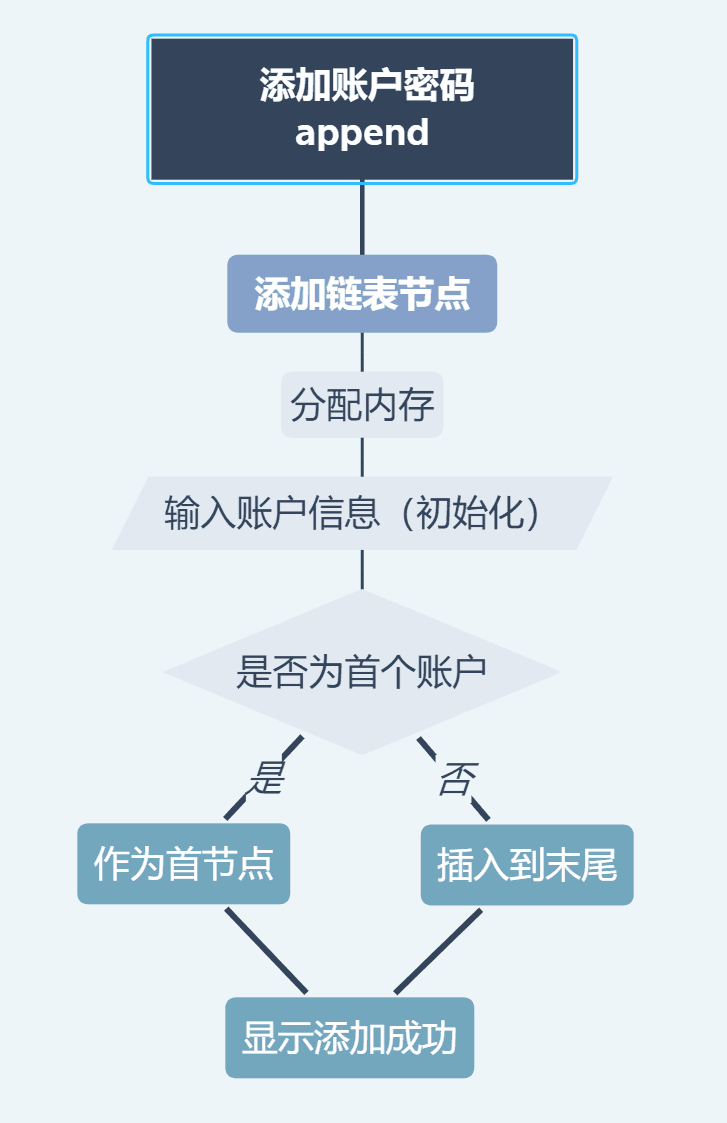 添加账户密码
append
添加链表节点
分配内存
输入账户信息（初始化）
是否为首个账户
是
否
作为首节点
插入到末尾
显示添加成功